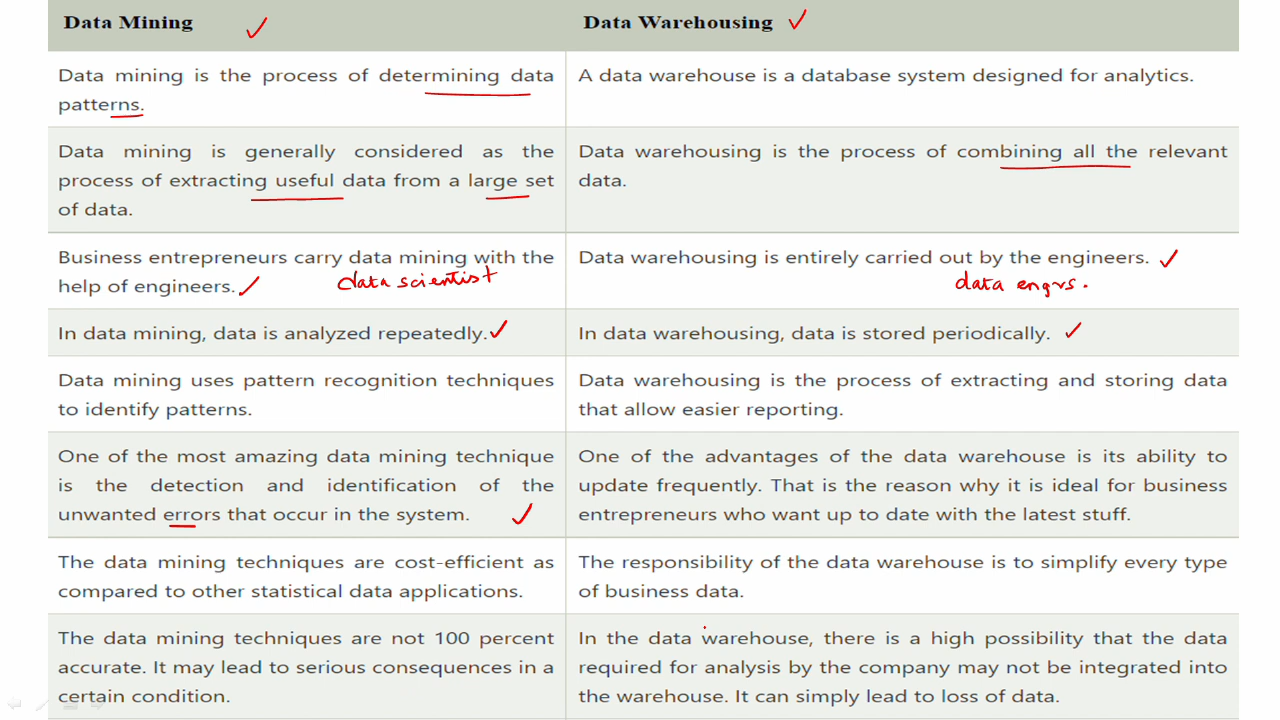 Data Mining
Data Warehousing
Data mining is the process of determining data
patterns.
A data warehouse is a database system designed for analytics.
Data mining is generally considered as the
process of extracting useful data from a large set
of data.
Data warehousing is the process of combining all the relevant
data.
Business entrepreneurs carry data mining with the
help of engineers.
data scientist
Data warehousing is entirely carried out by the engineers.
data engrs.
In data mining, data is analyzed repeatedly.
In data warehousing, data is stored periodically.
Data mining uses pattern recognition techniques
to identify patterns.
Data warehousing is the process of extracting and storing data
that allow easier reporting.
One of the most amazing data mining technique
is the detection and identification of the
unwanted errors that occur in the system.
One of the advantages of the data warehouse is its ability to
update frequently. That is the reason why it is ideal for business
entrepreneurs who want up to date with the latest stuff.
The data mining techniques are cost-efficient as
compared to other statistical data applications.
The responsibility of the data warehouse is to simplify every type
of business data.
The data mining techniques are not 100 percent
accurate. It may lead to serious consequences in a
certain condition.
In the data warehouse, there is a high possibility that the data
required for analysis by the company may not be integrated into
the warehouse. It can simply lead to loss of data.